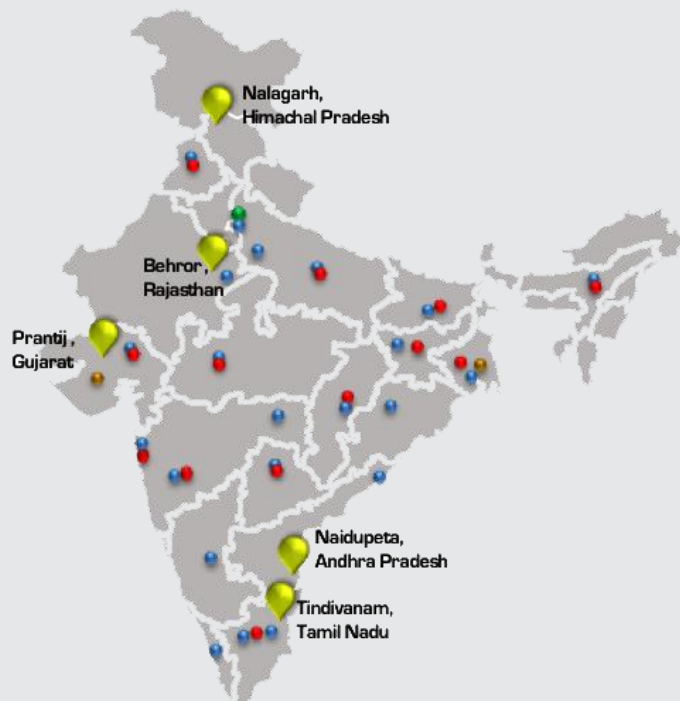 Nalagarh,
Himachal Pradesh
Behror,
Rajasthan
Prantij,
Gujarat
Naidupeta,
Andhra Pradesh
Tindivanam,
Tamil Nadu